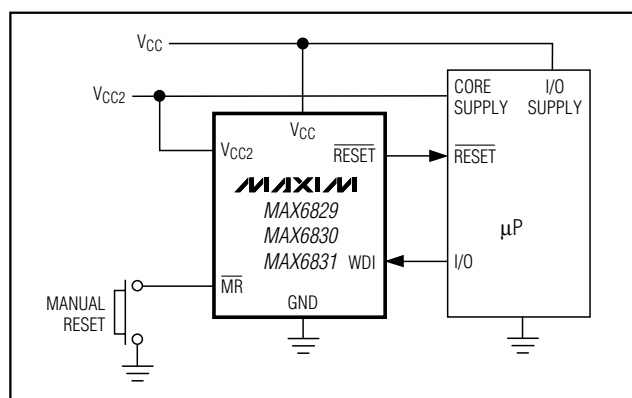 VCC
VCC2
CORE SUPPLY
I/O SUPPLY
VCC
VCC2
RESET
RESET
MAXIM
MAX6829
MAX6830
MAX6831
µP
WDI
I/O
MR
GND
MANUAL RESET